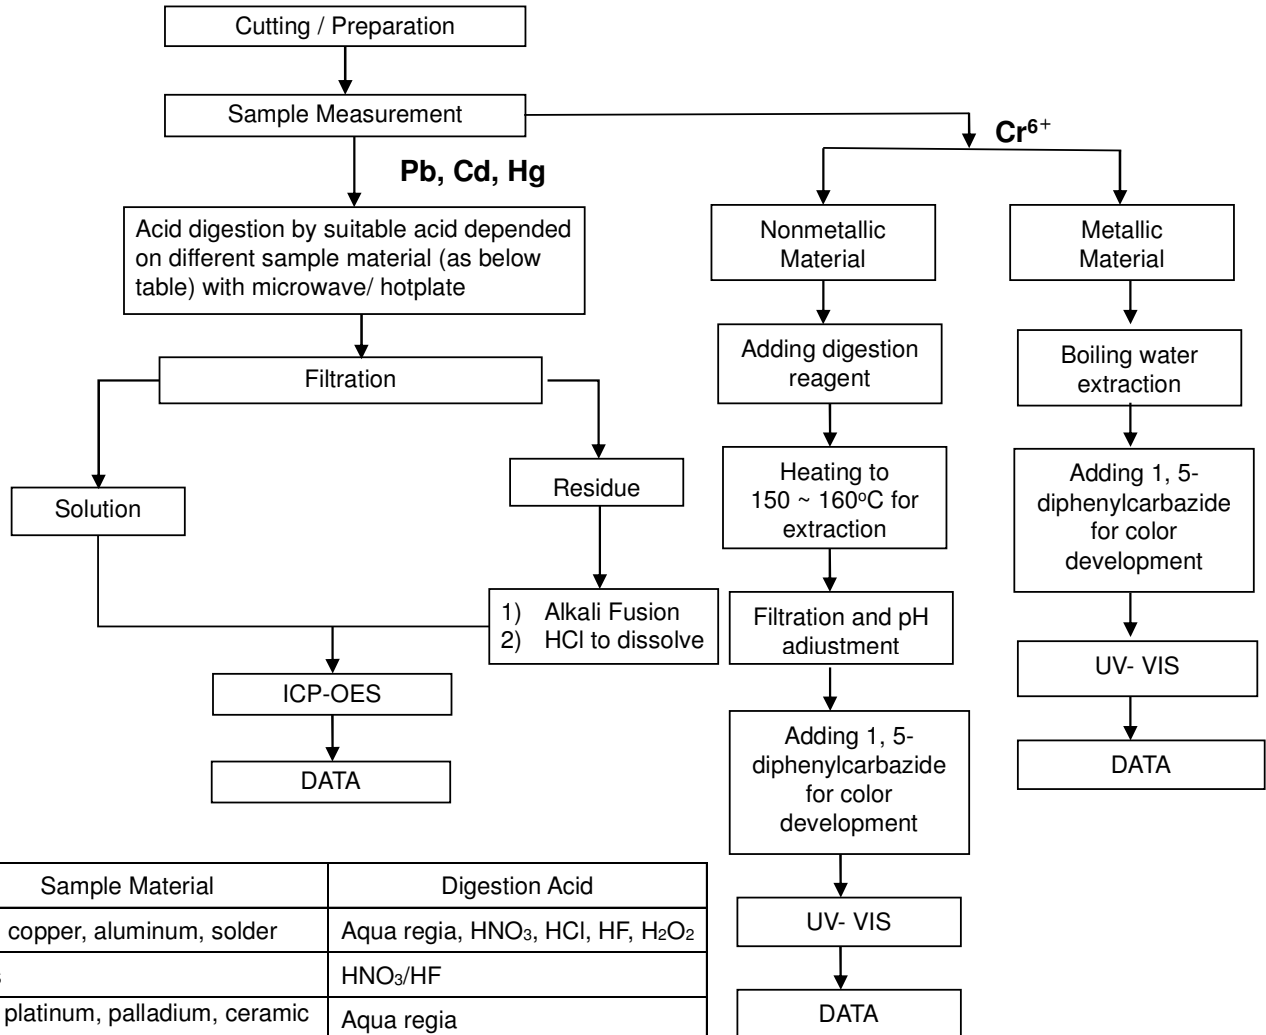 Cutting / Preparation
Sample Measurement
Cr⁶⁺
Pb, Cd, Hg
Acid digestion by suitable acid depended
on different sample material (as below
table) with microwave/ hotplate
Nonmetallic
Material
Metallic
Material
Filtration
Adding digestion
reagent
Boiling water
extraction
Solution
Residue
Heating to
150 ~ 160ºC for
extraction
Adding 1, 5-
diphenylcarbazide
for color
development
1) Alkali Fusion
2) HCl to dissolve
Filtration and pH
adiustment
ICP-OES
UV- VIS
DATA
Adding 1, 5-
diphenylcarbazide
for color
development
DATA
UV- VIS
DATA
Sample Material Digestion Acid
copper, aluminum, solder Aqua regia, HNO₃, HCl, HF, H₂O₂
HNO₃/HF
platinum, palladium, ceramic Aqua regia